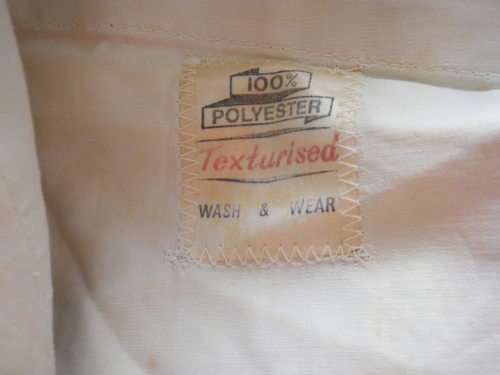 100%
POLYESTER
Texturised
WASH & WEAR